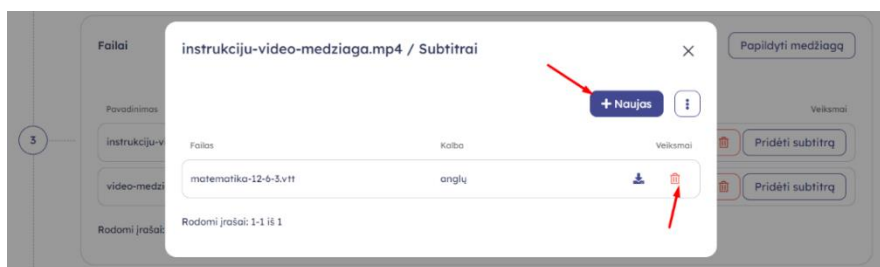 Failai
instrukciju-video-medziaga.mp4 / Subtitrai
Papildyti medžiagą
+ Naujas
Pavadinimas
Veiksmai
3
instrukciju-v
Failas
Kalba
Veiksmai
Pridėti subtitrą
video-medzi
matematika-12-6-3.vtt
anglų
Pridėti subtitrą
Rodomi įrašai:
Rodomi įrašai: 1-1 iš 1